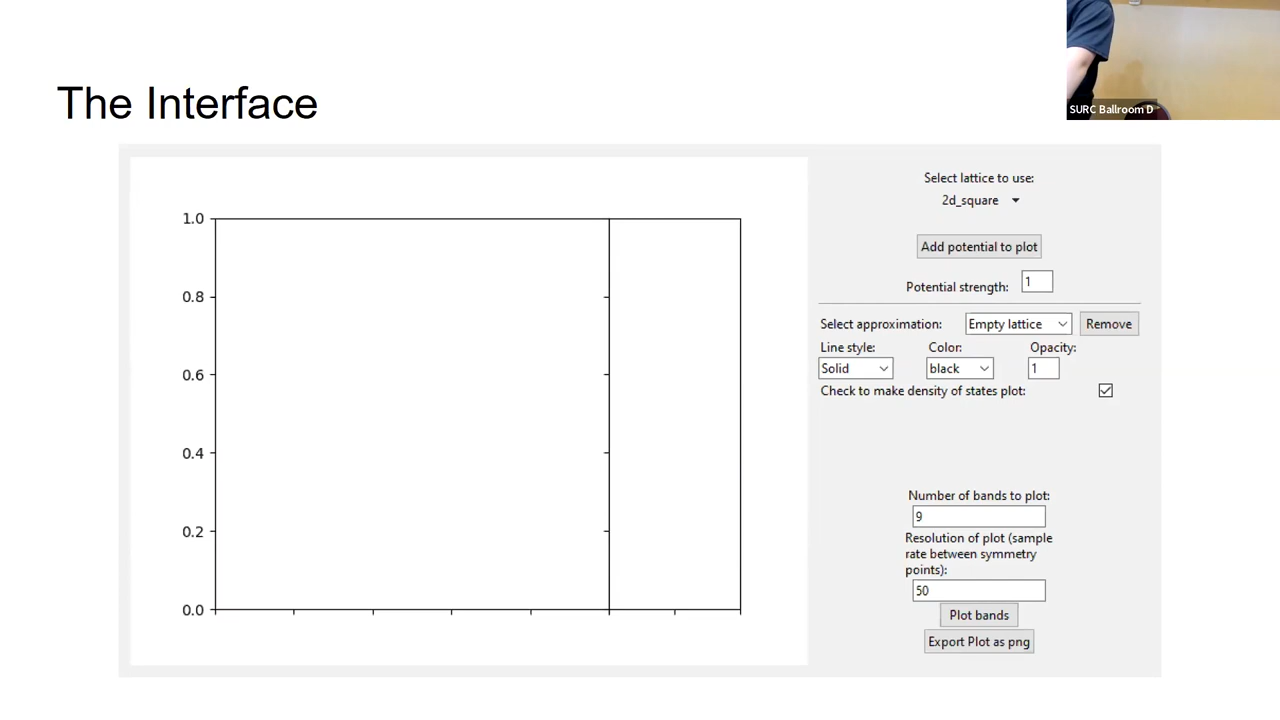 The Interface
SURC Ballroom D
1.0
0.8
0.6
0.4
0.2
0.0
Select lattice to use:
2d_square
Add potential to plot
Potential strength: 1
Select approximation: Empty lattice Remove
Line style: Color: Opacity:
Solid black 1
Check to make density of states plot:
Number of bands to plot:
9
Resolution of plot (sample
rate between symmetry
points):
50
Plot bands
Export Plot as png